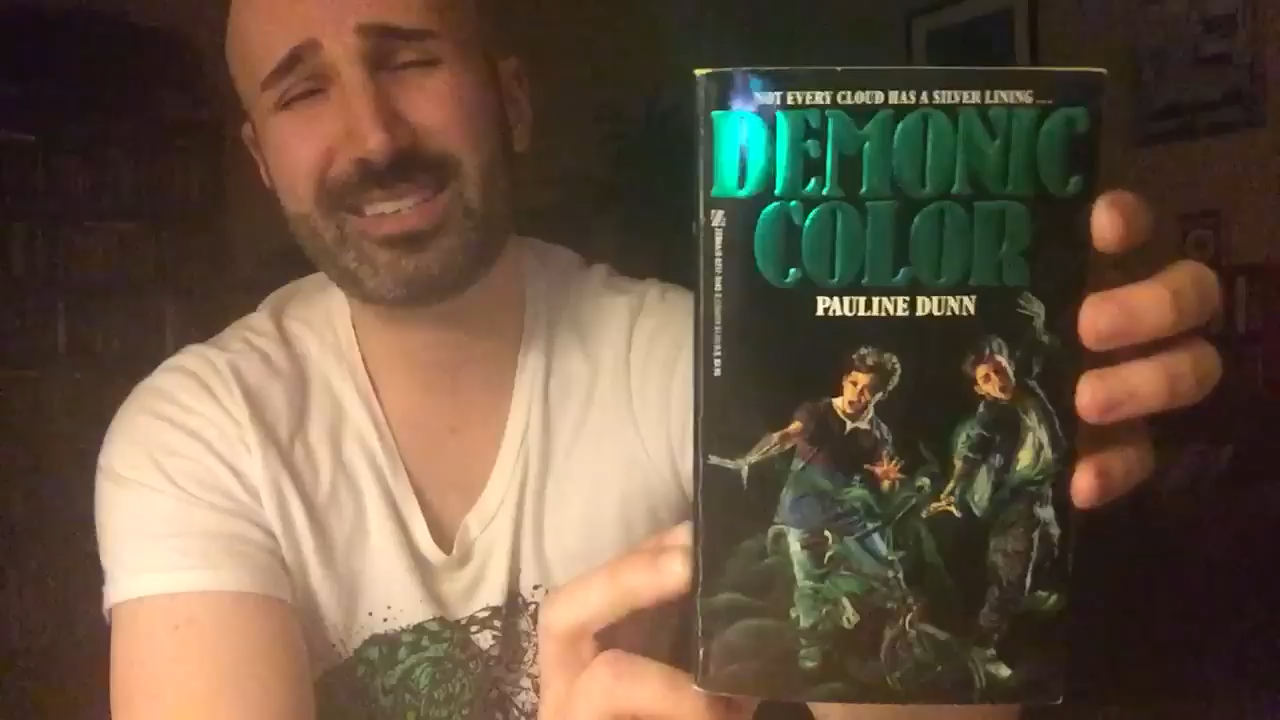 NOT EVERY CLOUD HAS A SILVER LINING...
DEMONIC
COLOR
PAULINE DUNN